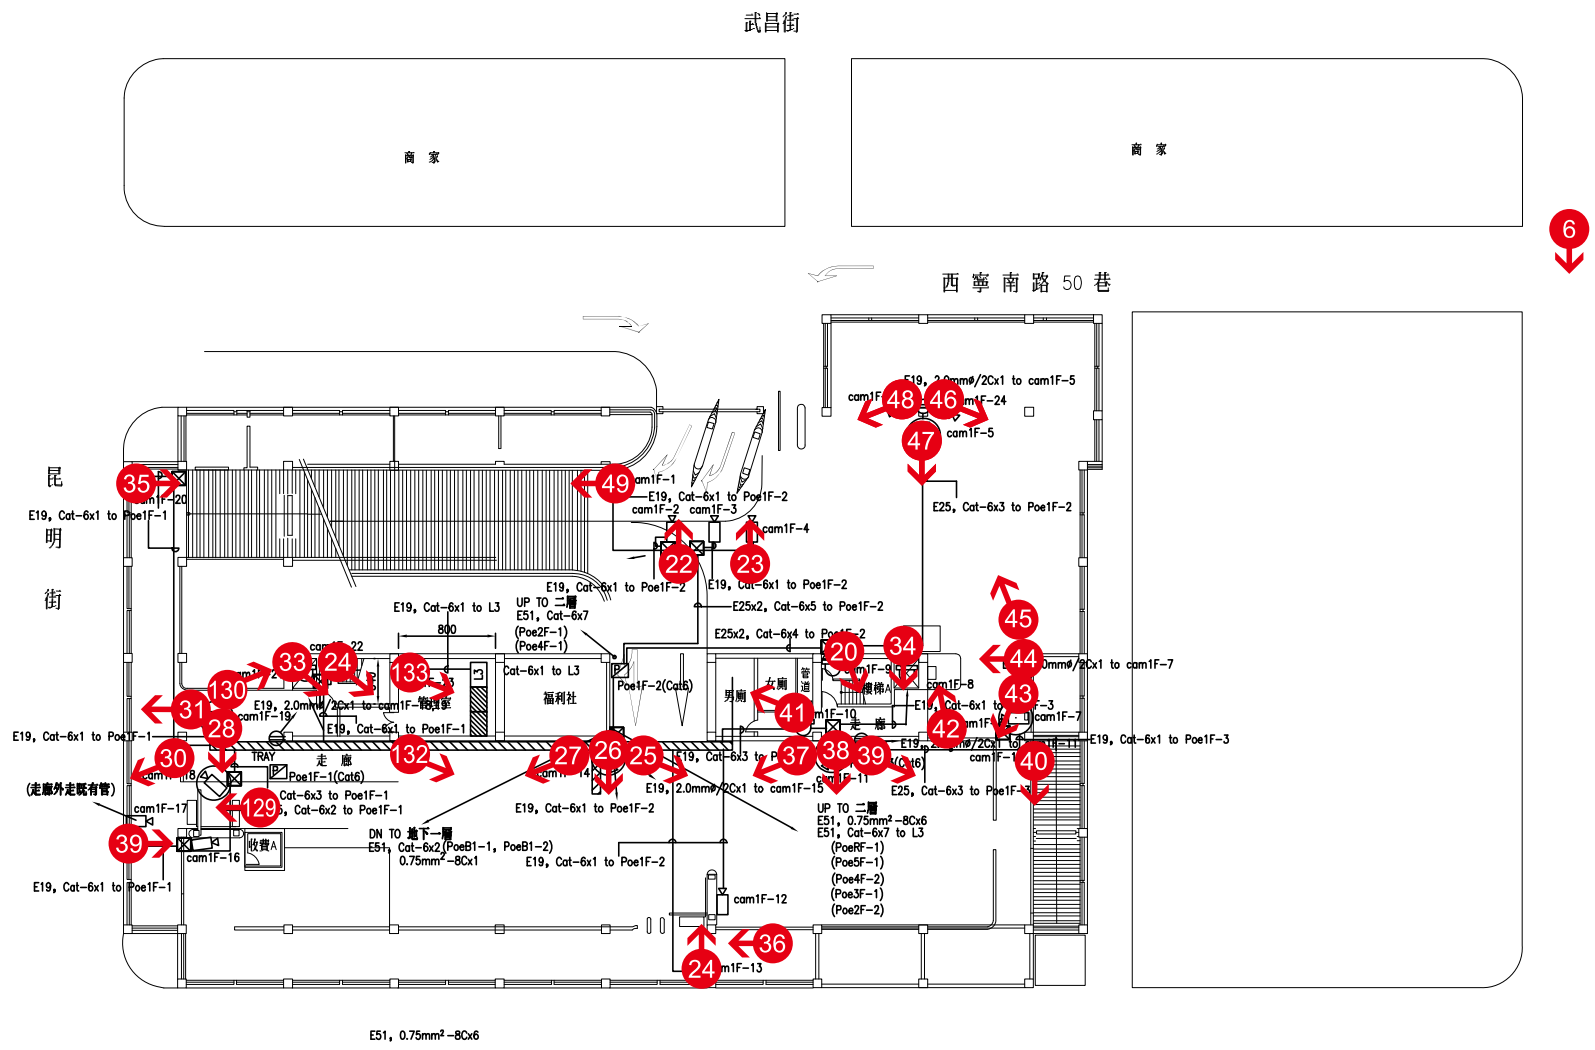 武昌街
商 家
商 家
6
西 寧 南 路 50 巷
昆
明
街
E19, 2.0mmø/2Cx1 to cam1F-5
48
46
cam1F-5
47
35
49
E19, Cat-6x1 to Poe1F-2
cam1F-2
cam1F-3
E19, Cat-6x1 to Poe1F-1
E25, Cat-6x3 to Poe1F-2
cam1F-4
22
23
E19, Cat-6x1 to Poe1F-2
E19, Cat-6x1 to Poe1F-2
UP TO 二層
E51, Cat-6x7
(Poe2F-1)
(Poe4F-1)
E19, Cat-6x1 to L3
E25x2, Cat-6x5 to Poe1F-2
800
E25x2, Cat-6x4 to Poe1F-2
45
20
34
44
33
24
133
L3
Cat-6x1 to L3
管道
女廁
男廁
樓梯A
cam1F-8
130
31
福利社
管理室
Poe1F-2(Cat6)
43
41
42
cam1F-7
28
cam1F-19
E19, Cat-6x1 to Poe1F-1
E19, Cat-6x1 to Poe1F-1
走 廊
E19, Cat-6x1 to Poe1F-3
30
TRAY
走 廊
132
27
26
25
37
38
39
40
Poe1F-1(Cat6)
(走廊外走既有管)
cam1F-11
E19, 2.0mmø/2Cx1 to cam1F-15
E25, Cat-6x3 to Poe1F-3
Cat-6x3 to Poe1F-1
cam1F-17
129
E19, Cat-6x1 to Poe1F-2
UP TO 二層
E51, 0.75mm²-8Cx6
E51, Cat-6x7 to L3
(PoeRF-1)
(Poe5F-1)
(Poe4F-2)
(Poe3F-1)
(Poe2F-2)
39
收費A
cam1F-16
DN TO 地下一層
E51, Cat-6x2(PoeB1-1, PoeB1-2)
0.75mm²-8Cx1
E19, Cat-6x1 to Poe1F-2
E19, Cat-6x1 to Poe1F-1
cam1F-12
36
24
E51, 0.75mm²-8Cx6